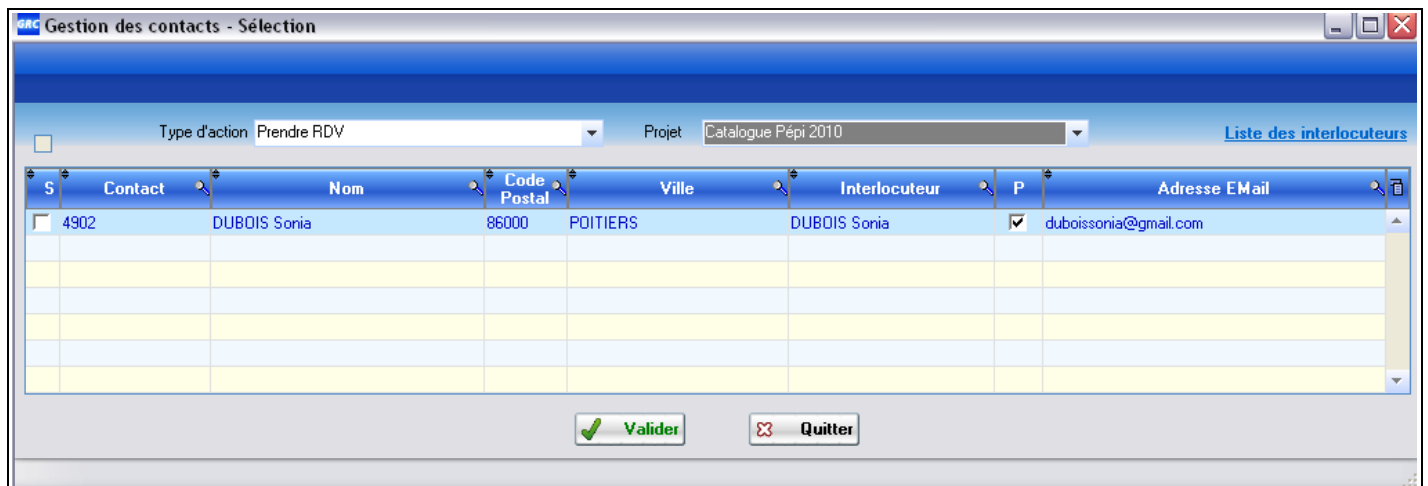 GRC Gestion des contacts - Sélection
Type d'action Prendre RDV Projet Catalogue Pépi 2010 Liste des interlocuteurs
S Contact Nom Code Postal Ville Interlocuteur P Adresse EMail
4902 DUBOIS Sonia 86000 POITIERS DUBOIS Sonia duboissonia@gmail.com
Valider Quitter